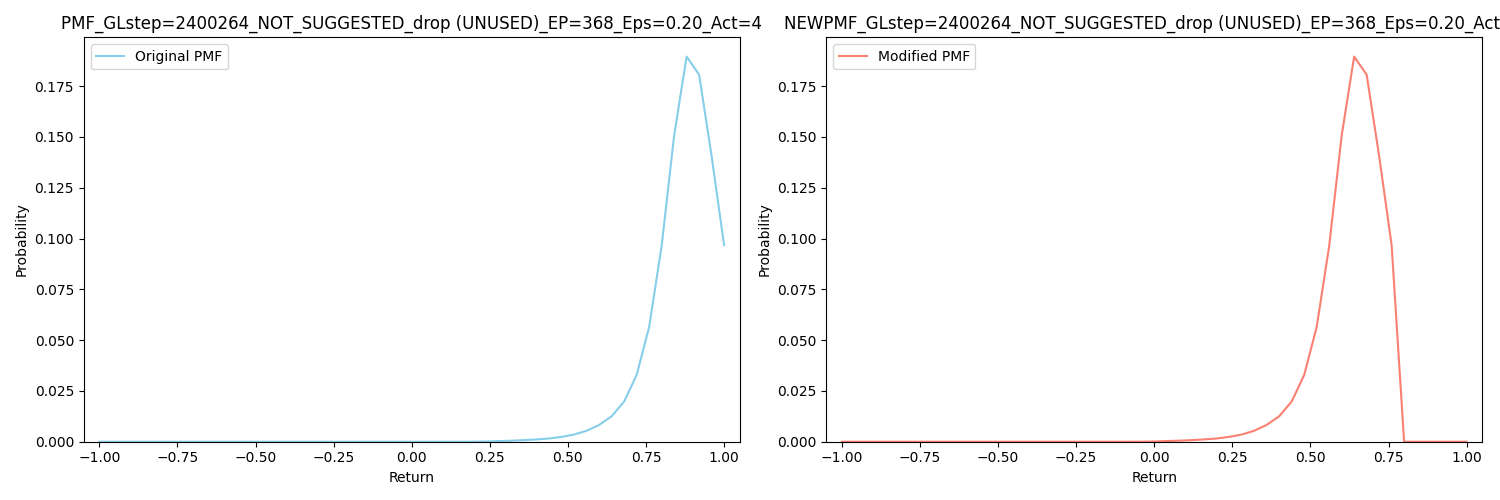 PMF_GLstep=2400264_NOT_SUGGESTED_drop (UNUSED)_EP=368_Eps=0.20_Act=4
Original PMF
0.175
0.150
0.125
0.100
0.075
0.050
0.025
0.000
Probability
−1.00 −0.75 −0.50 −0.25 0.00 0.25 0.50 0.75 1.00
Return
NEWPMF_GLstep=2400264_NOT_SUGGESTED_drop (UNUSED)_EP=368_Eps=0.20_Act
Modified PMF
0.175
0.150
0.125
0.100
0.075
0.050
0.025
0.000
Probability
−1.00 −0.75 −0.50 −0.25 0.00 0.25 0.50 0.75 1.00
Return